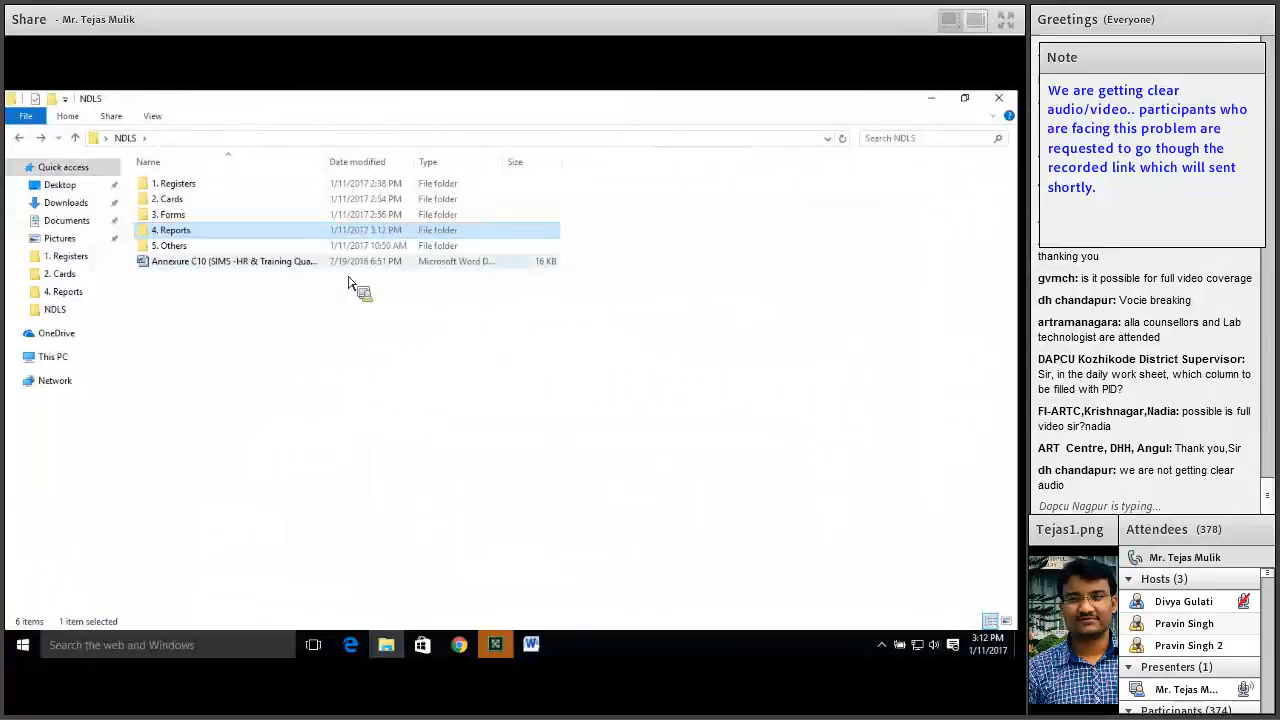 Share - Mr. Tejas Mulik
NDLS
File Home Share View
NDLS
Search NDLS
Name Date modified Type Size
Quick access
Desktop
Downloads
Documents
Pictures
1. Registers
2. Cards
4. Reports
NDLS
OneDrive
This PC
Network
1. Registers 1/11/2017 2:38 PM File folder
2. Cards 1/11/2017 2:54 PM File folder
3. Forms 1/11/2017 2:56 PM File folder
4. Reports 1/11/2017 3:12 PM File folder
5. Others 1/11/2017 10:50 AM File folder
Annexure C10 (SIMS -HR & Training Qua... 7/19/2016 6:51 PM Microsoft Word D... 16 KB
6 items 1 item selected
Search the web and Windows
3:12 PM
1/11/2017
Greetings (Everyone)
Note
We are getting clear
audio/video.. participants who
are facing this problem are
requested to go though the
recorded link which will sent
shortly.
thanking you
gvmch: is it possible for full video coverage
dh chandapur: Vocie breaking
artramanagara: alla counsellors and Lab
technologist are attended
DAPCU Kozhikode District Supervisor:
Sir, in the daily work sheet, which column to
be filled with PID?
FI-ARTC,Krishnagar,Nadia: possible is full
video sir?nadia
ART Centre, DHH, Angul: Thank you,Sir
dh chandapur: we are not getting clear
audio
Dapcu Nagpur is typing...
Tejas1.png
Attendees (378)
Mr. Tejas Mulik
Hosts (3)
Divya Gulati
Pravin Singh
Pravin Singh 2
Presenters (1)
Mr. Tejas M...
Participants (374)